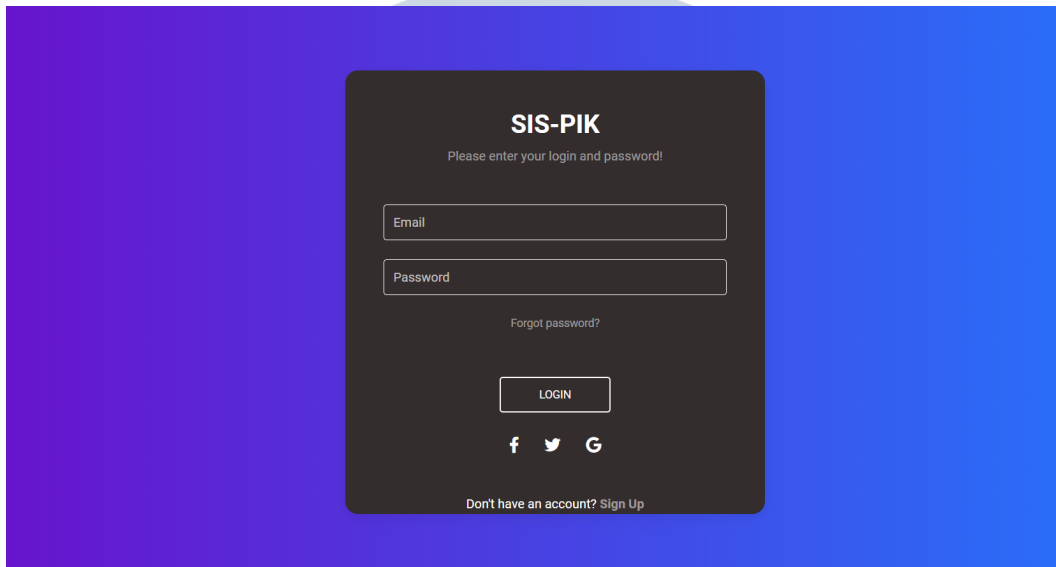 SIS-PIK
Please enter your login and password!
Email
Password
Forgot password?
LOGIN
Don't have an account? Sign Up